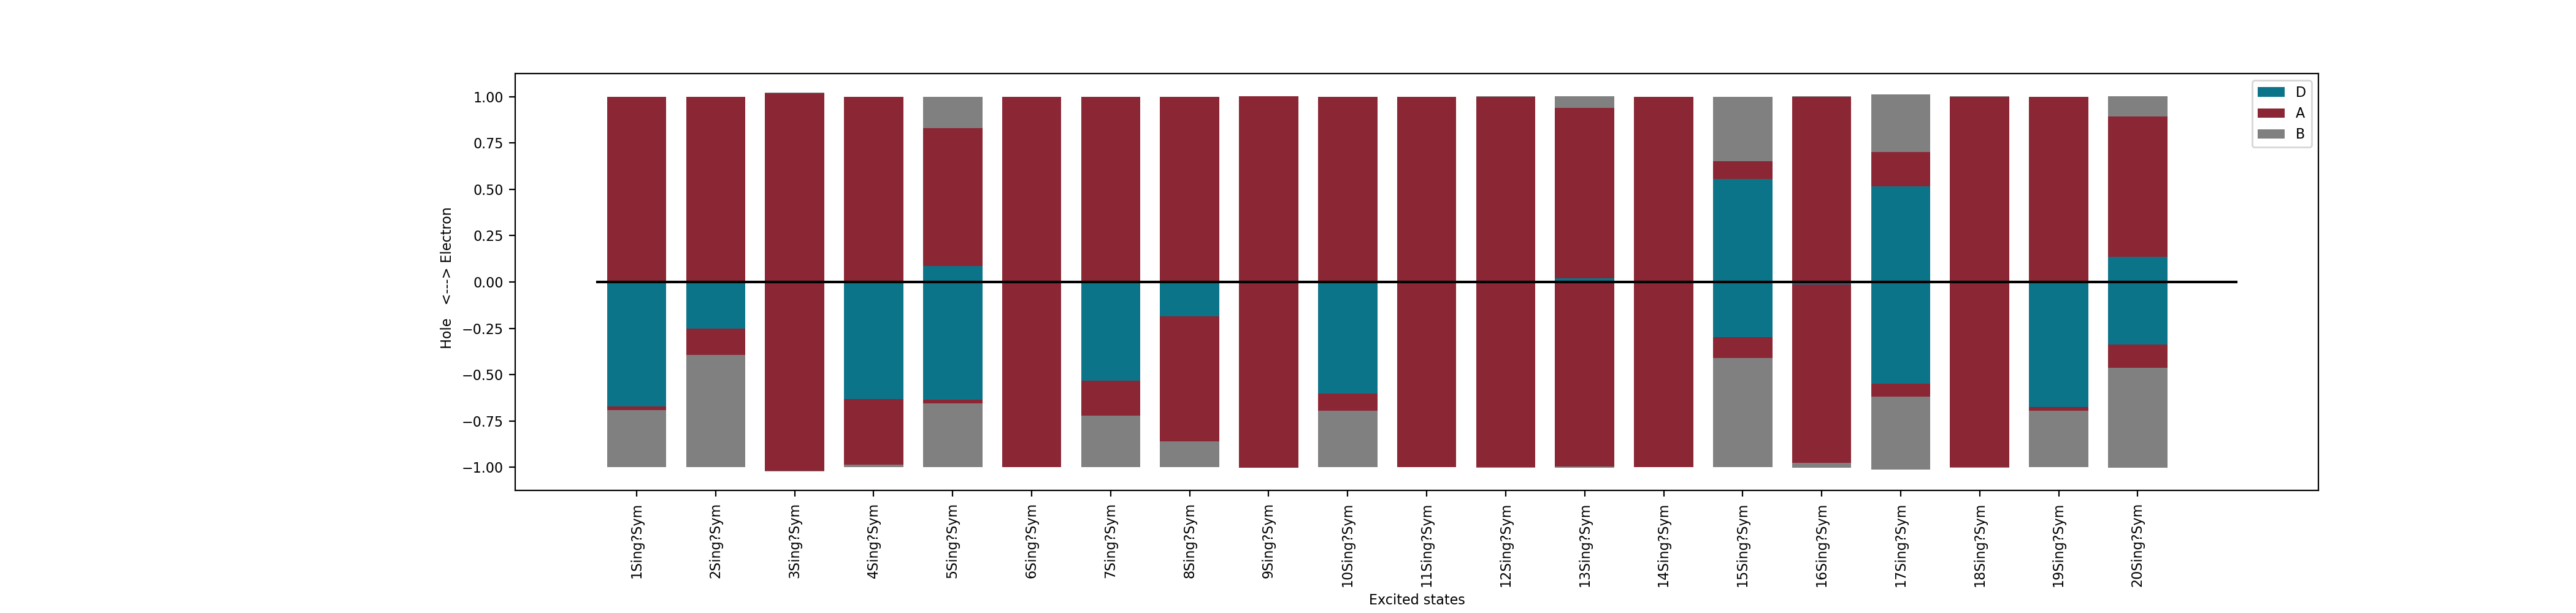 1.00
0.75
0.50
0.25
0.00
−0.25
−0.50
−0.75
−1.00
Hole <----> Electron
D
A
B
1Sing?Sym
2Sing?Sym
3Sing?Sym
4Sing?Sym
5Sing?Sym
6Sing?Sym
7Sing?Sym
8Sing?Sym
9Sing?Sym
10Sing?Sym
11Sing?Sym
12Sing?Sym
13Sing?Sym
14Sing?Sym
15Sing?Sym
16Sing?Sym
17Sing?Sym
18Sing?Sym
19Sing?Sym
20Sing?Sym
Excited states